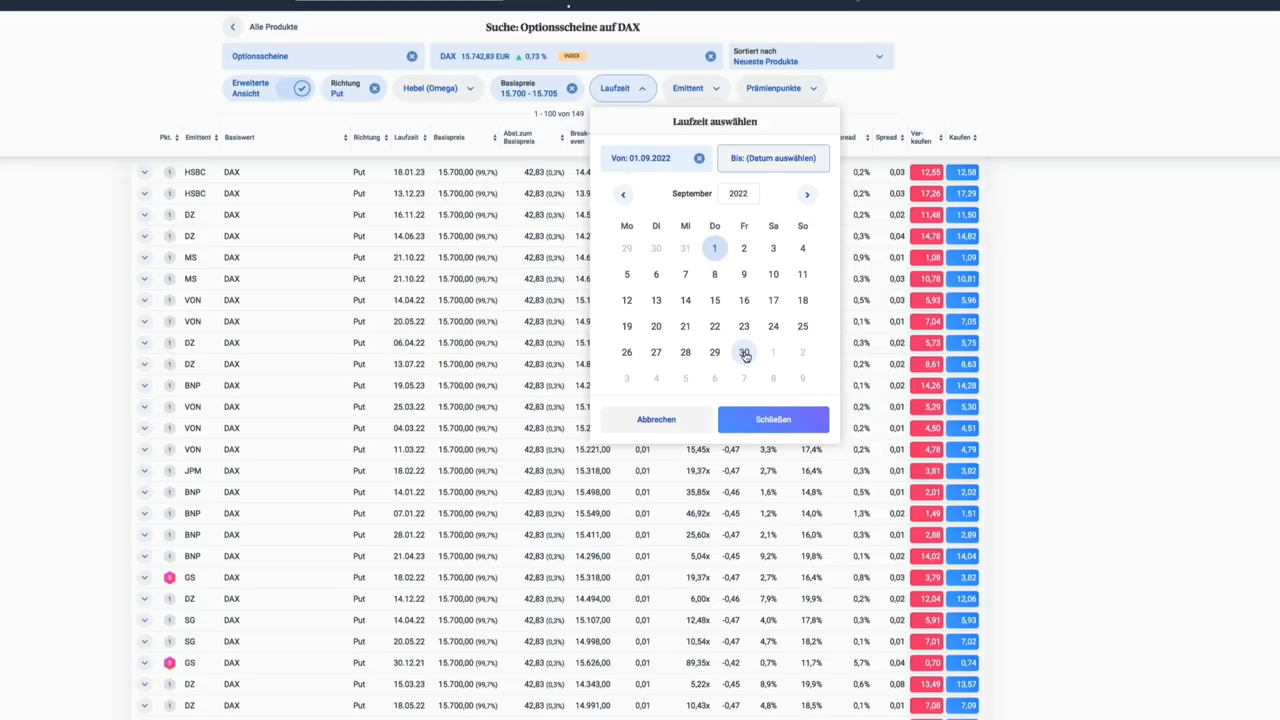 Alle Produkte
Suche: Optionsscheine auf DAX
Optionsscheine
DAX 15.742,83 EUR 0,73 % INDEX
Sortiert nach
Neueste Produkte
Erweiterte
Ansicht
Richtung
Put
Hebel (Omega)
Basispreis
15.700 - 15.705
Laufzeit
Emittent
Prämienpunkte
1 - 100 von 149
Laufzeit auswählen
Pkt. Emittent Basiswert Richtung Laufzeit Basispreis Abst.zum Basispreis Spread Ver-kaufen Kaufen
Von: 01.09.2022
Bis: (Datum auswählen)
September 2022
Mo Di Mi Do Fr Sa So
29 30 31 1 2 3 4
5 6 7 8 9 10 11
12 13 14 15 16 17 18
19 20 21 22 23 24 25
26 27 28 29 30 1 2
3 4 5 6 7 8 9
Abbrechen
Schließen
1 HSBC DAX Put 18.01.23 15.700,00 (99,7%) 42,83 (0,3%) 0,2% 0,03 12,55 12,58
1 HSBC DAX Put 13.12.23 15.700,00 (99,7%) 42,83 (0,3%) 0,2% 0,03 17,26 17,29
1 DZ DAX Put 16.11.22 15.700,00 (99,7%) 42,83 (0,3%) 0,2% 0,02 11,48 11,50
1 DZ DAX Put 14.06.23 15.700,00 (99,7%) 42,83 (0,3%) 0,3% 0,04 14,78 14,82
1 MS DAX Put 21.10.22 15.700,00 (99,7%) 42,83 (0,3%) 0,9% 0,01 1,08 1,09
1 MS DAX Put 21.10.22 15.700,00 (99,7%) 42,83 (0,3%) 0,3% 0,03 10,78 10,81
1 VON DAX Put 14.04.22 15.700,00 (99,7%) 42,83 (0,3%) 0,5% 0,03 5,93 5,96
1 VON DAX Put 20.05.22 15.700,00 (99,7%) 42,83 (0,3%) 0,1% 0,01 7,04 7,05
1 DZ DAX Put 06.04.22 15.700,00 (99,7%) 42,83 (0,3%) 0,3% 0,02 5,73 5,75
1 DZ DAX Put 13.07.22 15.700,00 (99,7%) 42,83 (0,3%) 0,2% 0,02 8,61 8,63
1 BNP DAX Put 19.05.23 15.700,00 (99,7%) 42,83 (0,3%) 0,1% 0,02 14,26 14,28
1 VON DAX Put 25.03.22 15.700,00 (99,7%) 42,83 (0,3%) 0,2% 0,01 5,29 5,30
1 VON DAX Put 04.03.22 15.700,00 (99,7%) 42,83 (0,3%) 0,2% 0,01 4,50 4,51
1 VON DAX Put 11.03.22 15.700,00 (99,7%) 42,83 (0,3%) 15.221,00 0,01 15,45x -0,47 3,3% 17,4% 0,2% 0,01 4,78 4,79
1 JPM DAX Put 18.02.22 15.700,00 (99,7%) 42,83 (0,3%) 15.318,00 0,01 19,37x -0,47 2,7% 16,4% 0,3% 0,01 3,81 3,82
1 BNP DAX Put 14.01.22 15.700,00 (99,7%) 42,83 (0,3%) 15.498,00 0,01 35,85x -0,46 1,6% 14,8% 0,5% 0,01 2,01 2,02
1 BNP DAX Put 07.01.22 15.700,00 (99,7%) 42,83 (0,3%) 15.549,00 0,01 46,92x -0,45 1,2% 14,0% 1,3% 0,02 1,49 1,51
1 BNP DAX Put 28.01.22 15.700,00 (99,7%) 42,83 (0,3%) 15.411,00 0,01 25,60x -0,47 2,1% 16,0% 0,3% 0,01 2,88 2,89
1 BNP DAX Put 21.04.23 15.700,00 (99,7%) 42,83 (0,3%) 14.296,00 0,01 5,04x -0,45 9,2% 19,8% 0,1% 0,02 14,02 14,04
5 GS DAX Put 18.02.22 15.700,00 (99,7%) 42,83 (0,3%) 15.318,00 0,01 19,37x -0,47 2,7% 16,4% 0,8% 0,03 3,79 3,82
1 DZ DAX Put 14.12.22 15.700,00 (99,7%) 42,83 (0,3%) 14.494,00 0,01 6,00x -0,46 7,9% 19,9% 0,2% 0,02 12,04 12,06
1 SG DAX Put 14.04.22 15.700,00 (99,7%) 42,83 (0,3%) 15.107,00 0,01 12,48x -0,47 4,0% 17,8% 0,3% 0,02 5,91 5,93
1 SG DAX Put 20.05.22 15.700,00 (99,7%) 42,83 (0,3%) 14.998,00 0,01 10,54x -0,47 4,7% 18,2% 0,1% 0,01 7,01 7,02
5 GS DAX Put 30.12.21 15.700,00 (99,7%) 42,83 (0,3%) 15.626,00 0,01 89,35x -0,42 0,7% 11,7% 5,7% 0,04 0,70 0,74
1 DZ DAX Put 15.03.23 15.700,00 (99,7%) 42,83 (0,3%) 14.343,00 0,01 5,22x -0,45 8,9% 19,9% 0,6% 0,08 13,49 13,57
1 DZ DAX Put 18.05.22 15.700,00 (99,7%) 42,83 (0,3%) 14.991,00 0,01 10,43x -0,47 4,8% 18,5% 0,1% 0,01 7,08 7,09